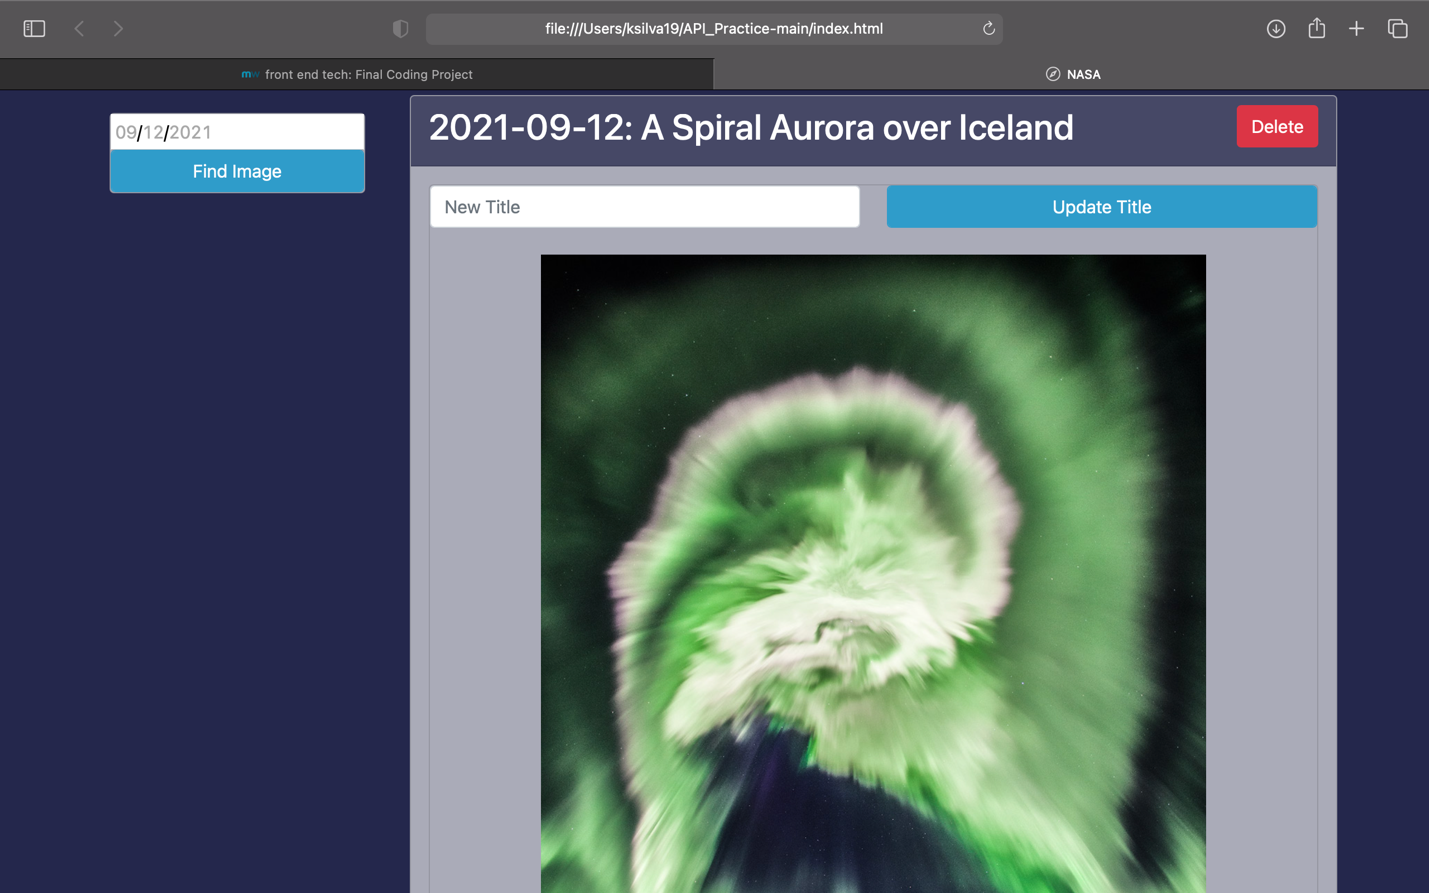 file:///Users/ksilva19/API_Practice-main/index.html
mw front end tech: Final Coding Project
NASA
09/12/2021
Find Image
2021-09-12: A Spiral Aurora over Iceland
Delete
New Title
Update Title